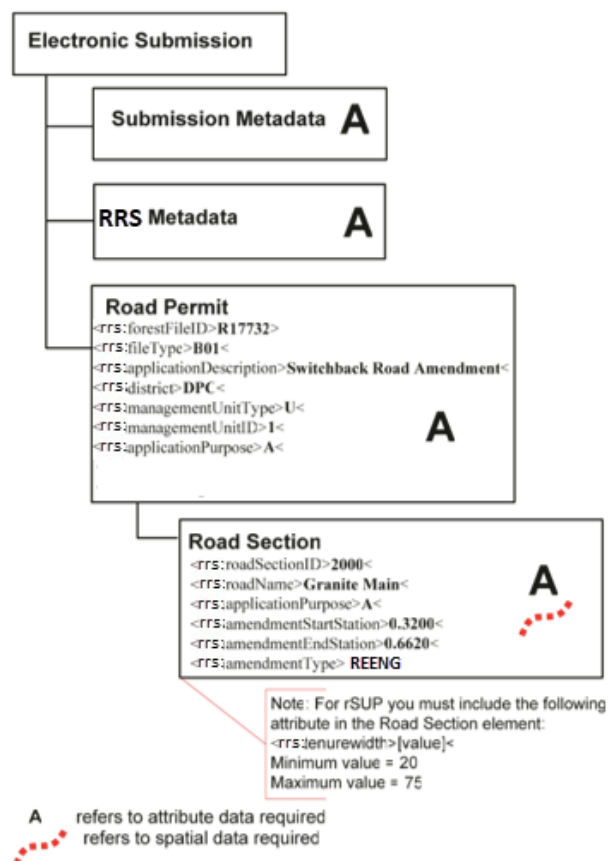 Electronic Submission
Submission Metadata A
RRS Metadata A
Road Permit
<rrs:forestFileID>R17732>
<rrs:fileType>B01<
<rrs:applicationDescription>Switchback Road Amendment<
<rrs:district>DPC<
<rrs:managementUnitType>U<
<rrs:managementUnitID>1<
<rrs:applicationPurpose>A<
A
Road Section
<rrs:roadSectionID>2000<
<rrs:roadName>Granite Main<
<rrs:applicationPurpose>A<
<rrs:amendmentStartStation>0.3200<
<rrs:amendmentEndStation>0.6620<
<rrs:amendmentType> REENG
A
Note: For rSUP you must include the following
attribute in the Road Section element:
<rrs:tenurewidth>[value]<
Minimum value = 20
Maximum value = 75
A refers to attribute data required
refers to spatial data required